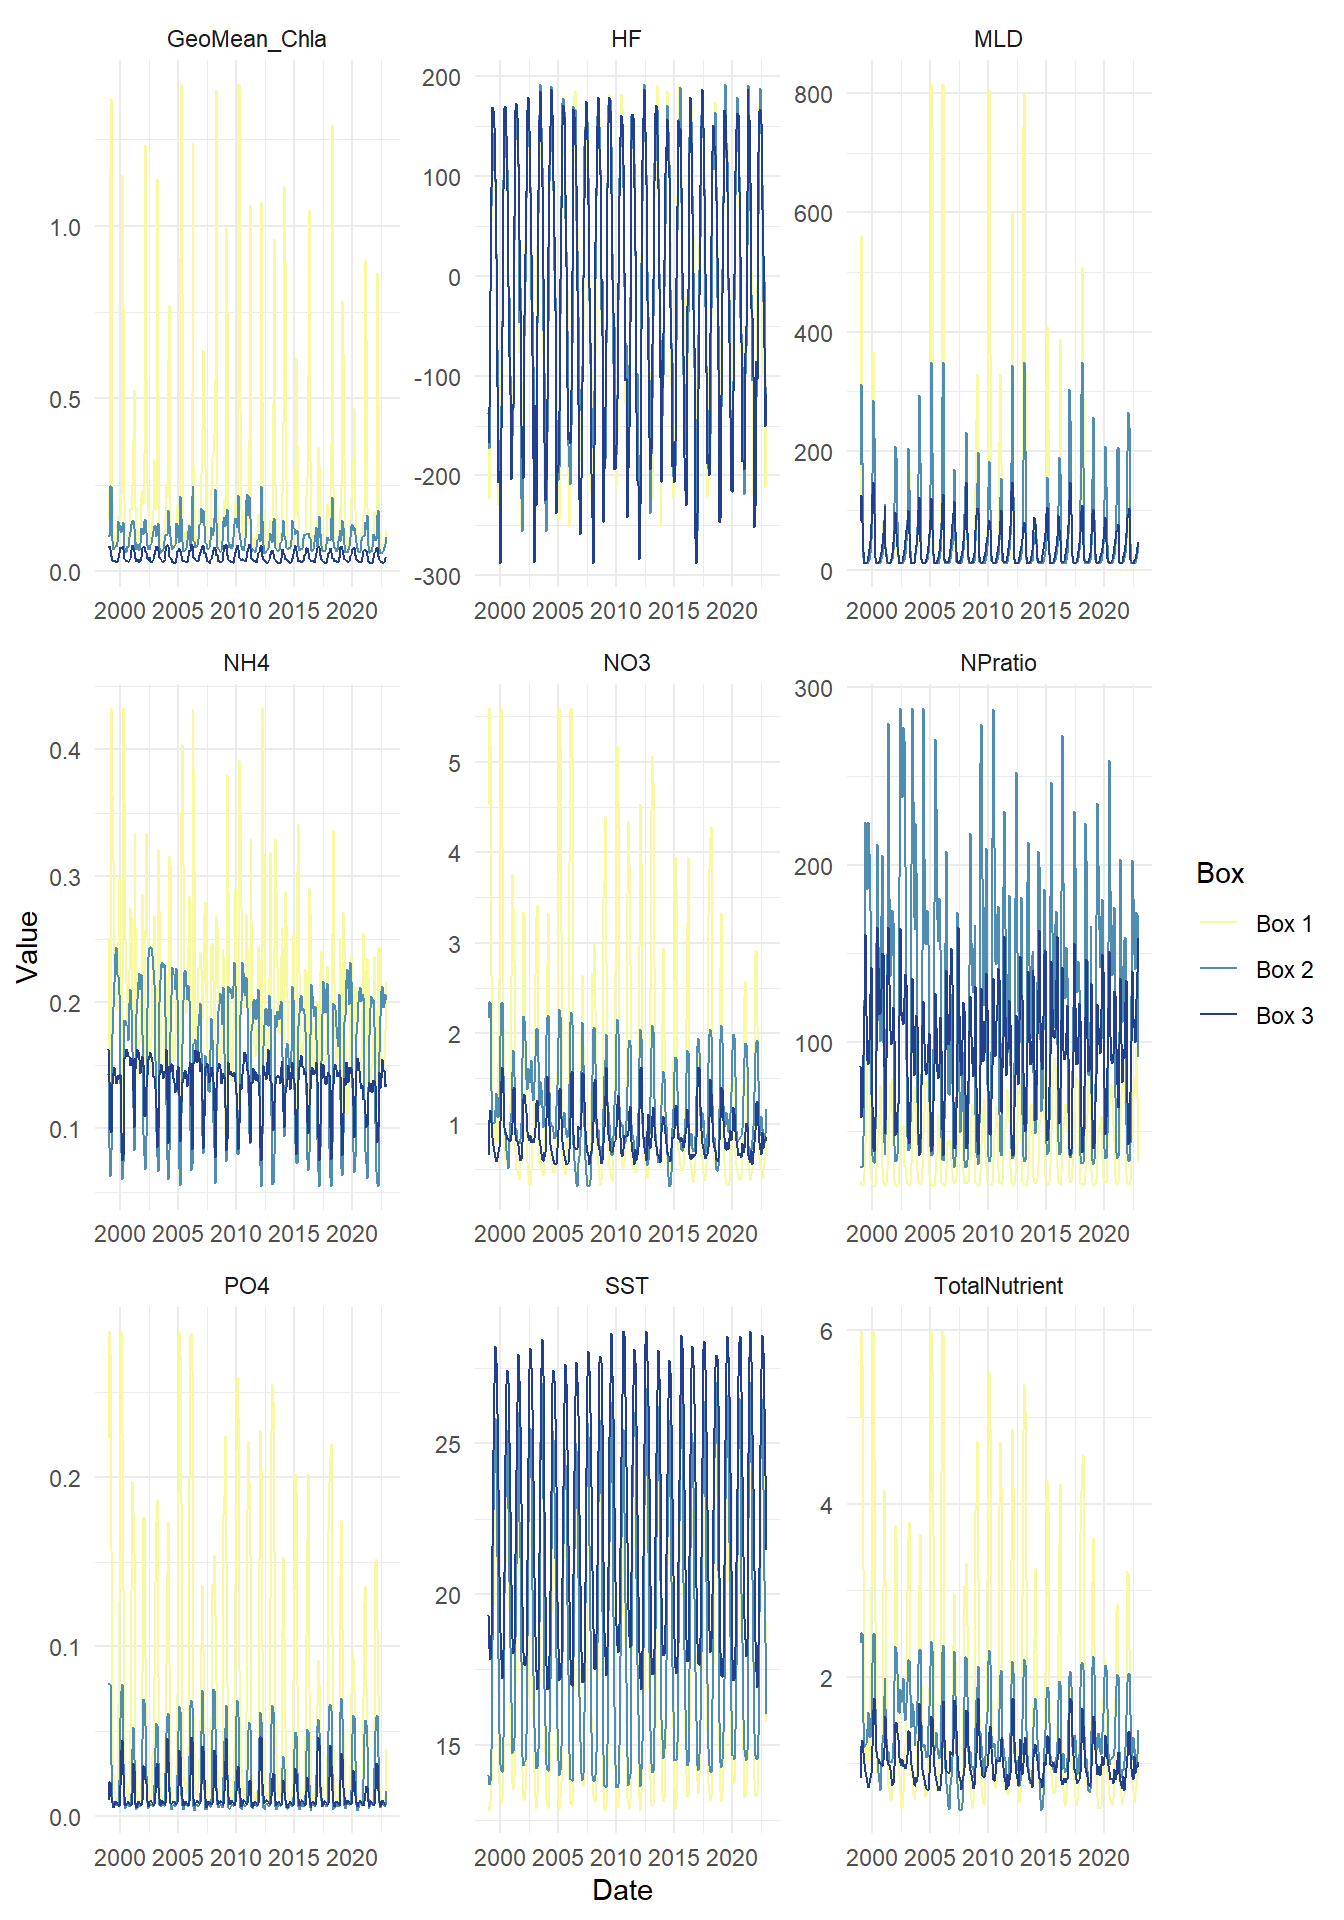 GeoMean_Chla HF MLD
1.0
0.5
0.0
200
100
0
-100
-200
-300
800
600
400
200
0
2000 2005 2010 2015 2020
2000 2005 2010 2015 2020
2000 2005 2010 2015 2020
NH4 NO3 NPratio
0.4
0.3
0.2
0.1
5
4
3
2
1
300
200
100
2000 2005 2010 2015 2020
2000 2005 2010 2015 2020
2000 2005 2010 2015 2020
PO4 SST TotalNutrient
0.2
0.1
0.0
25
20
15
6
4
2
2000 2005 2010 2015 2020
2000 2005 2010 2015 2020
2000 2005 2010 2015 2020
Value
Date
Box
Box 1
Box 2
Box 3